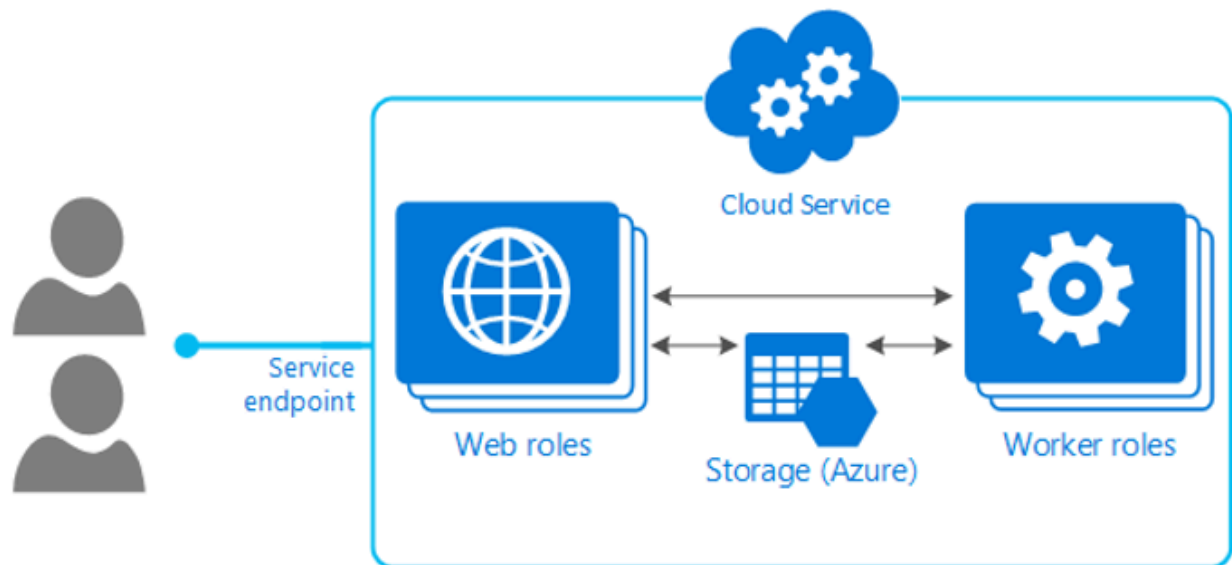 Cloud Service
Service
endpoint
Web roles
Storage (Azure)
Worker roles